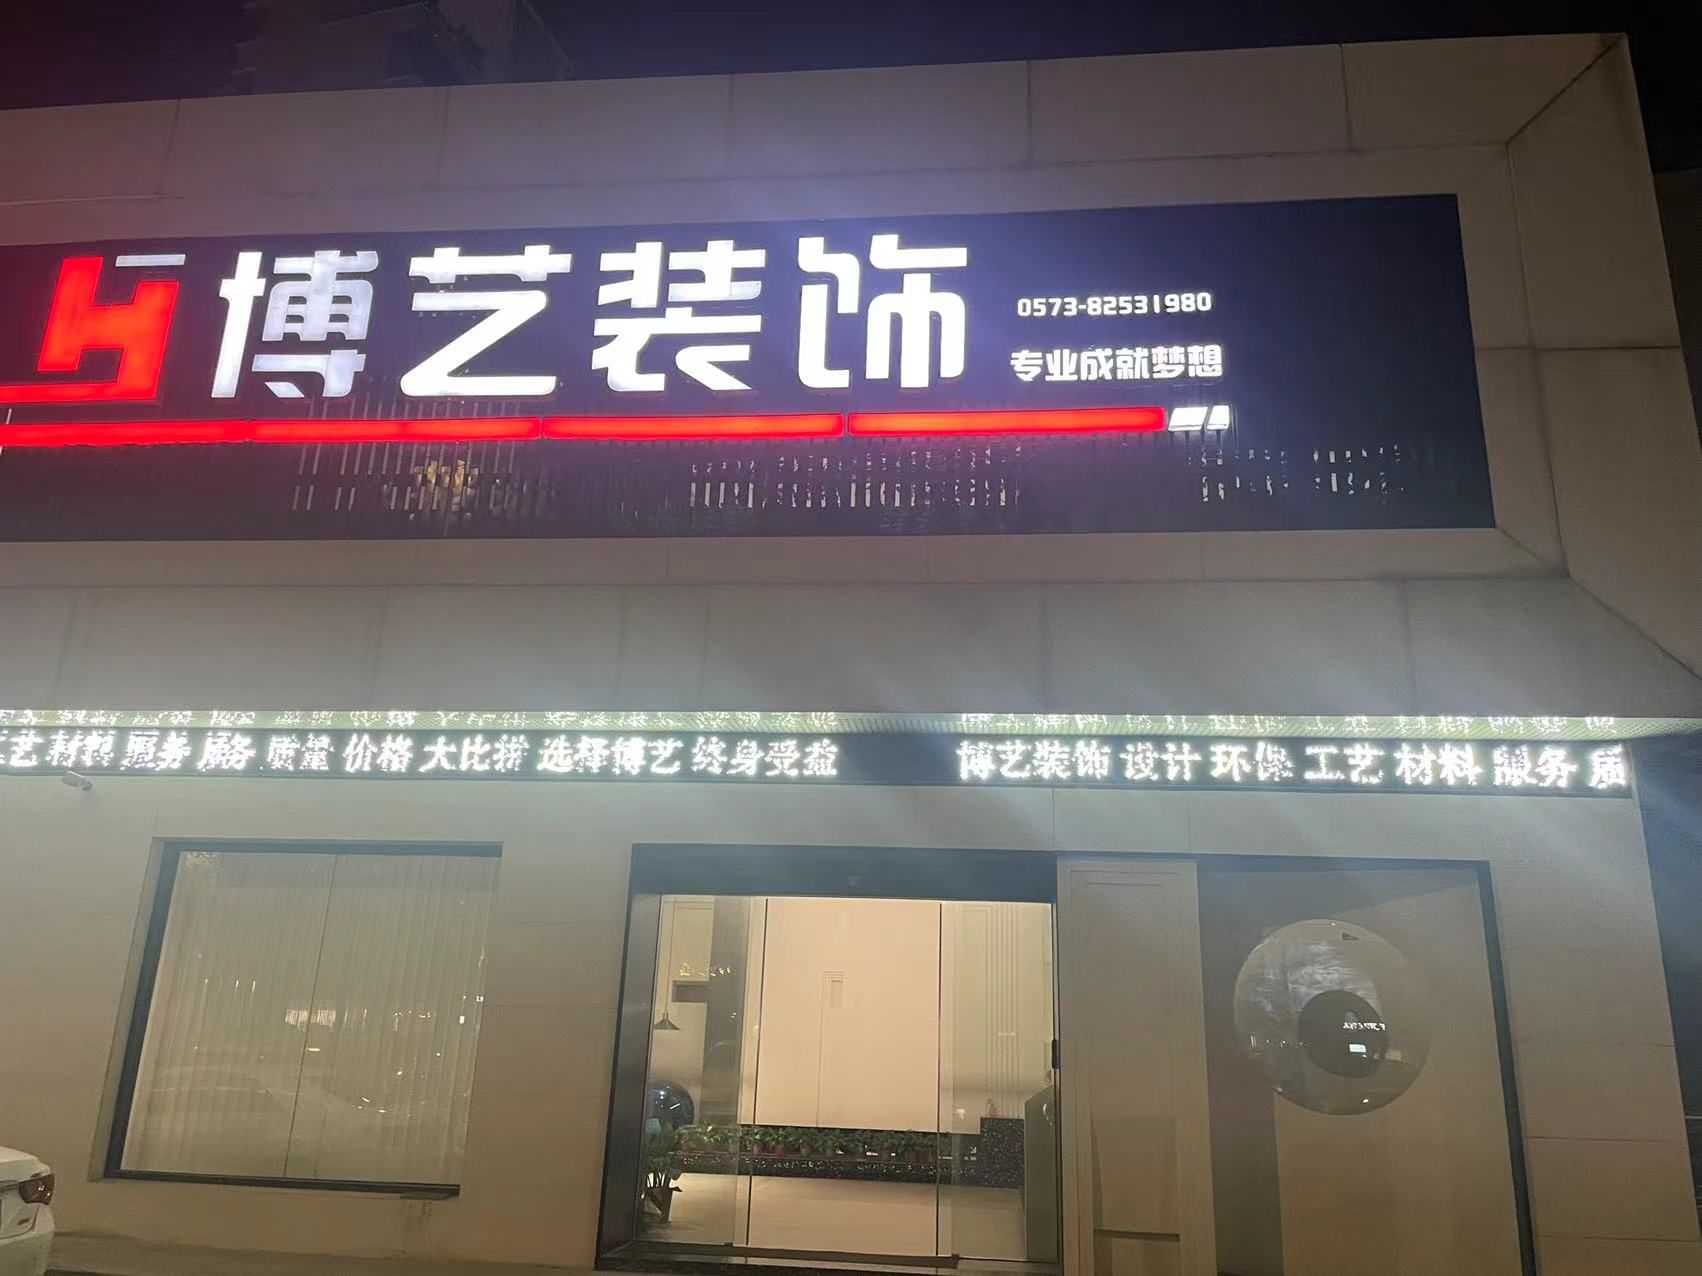 博艺装饰
0573-82531980
专业成就梦想
工艺 材料 服务 质量 价格 大比拼 选择博艺 终身受益 博艺装饰 设计 环保 工艺 材料 服务 质